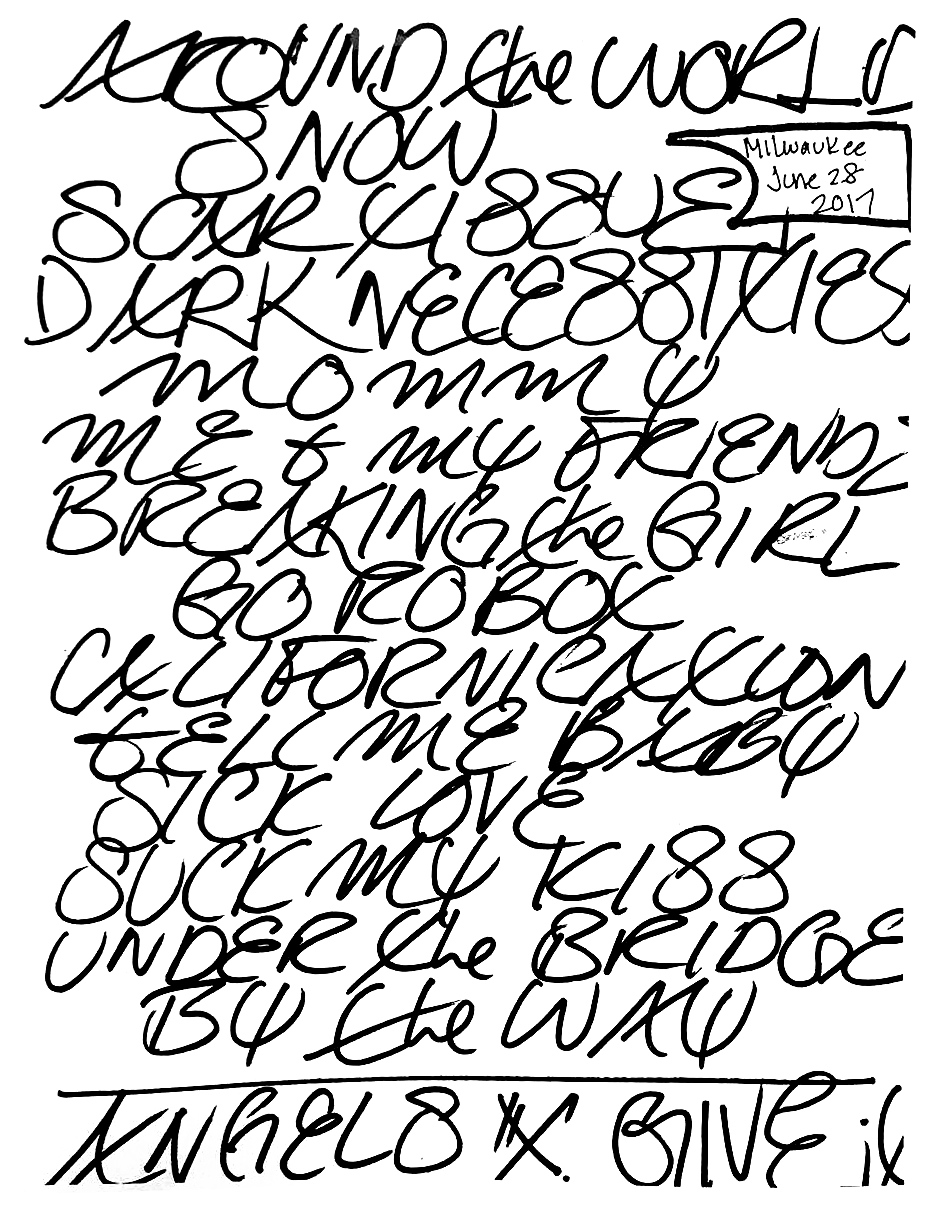 AROUND the WORLD
SNOW
Milwaukee
June 28
2017
SCAR TISSUE
DARK NECESSITIES
MOMMY
ME & MY FRIENDS
BREAKING the GIRL
GO ROBOT
CALIFORNICATION
TELL ME BABY
SICK LOVE
SUCK MY KISS
UNDER the BRIDGE
BY the WAY
ANGELS GIVE it